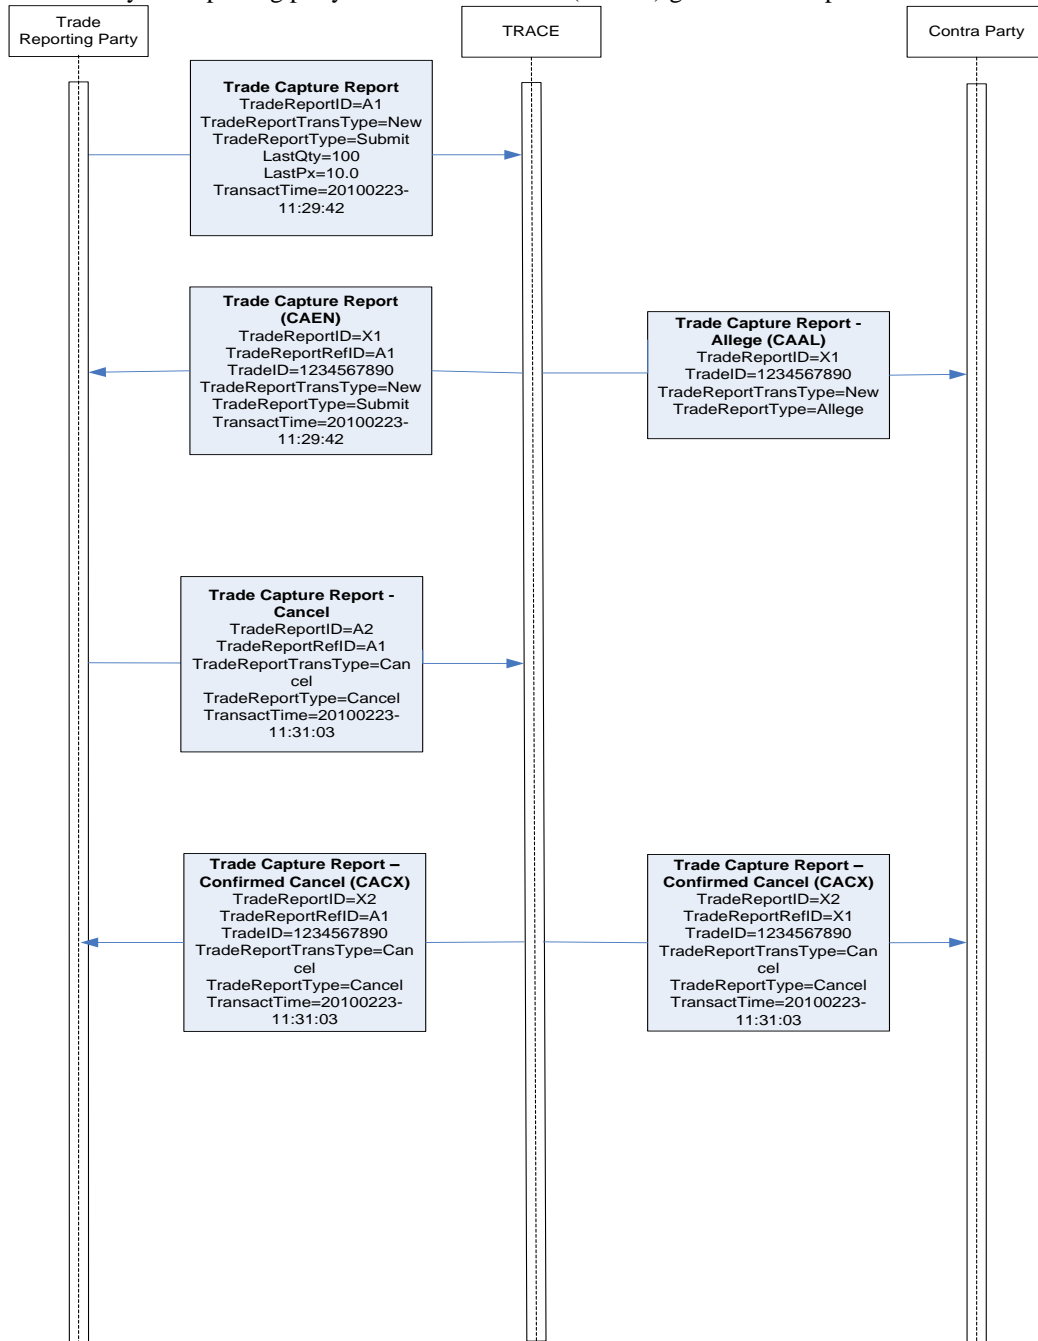 Trade
Reporting Party
TRACE
Contra Party
Trade Capture Report
TradeReportID=A1
TradeReportTransType=New
TradeReportType=Submit
LastQty=100
LastPx=10.0
TransactTime=20100223-
11:29:42
Trade Capture Report
(CAEN)
TradeReportID=X1
TradeReportRefID=A1
TradeID=1234567890
TradeReportTransType=New
TradeReportType=Submit
TransactTime=20100223-
11:29:42
Trade Capture Report -
Allege (CAAL)
TradeReportID=X1
TradeID=1234567890
TradeReportTransType=New
TradeReportType=Allege
Trade Capture Report -
Cancel
TradeReportID=A2
TradeReportRefID=A1
TradeReportTransType=Can
cel
TradeReportType=Cancel
TransactTime=20100223-
11:31:03
Trade Capture Report –
Confirmed Cancel (CACX)
TradeReportID=X2
TradeReportRefID=A1
TradeID=1234567890
TradeReportTransType=Can
cel
TradeReportType=Cancel
TransactTime=20100223-
11:31:03
Trade Capture Report –
Confirmed Cancel (CACX)
TradeReportID=X2
TradeReportRefID=X1
TradeID=1234567890
TradeReportTransType=Can
cel
TradeReportType=Cancel
TransactTime=20100223-
11:31:03